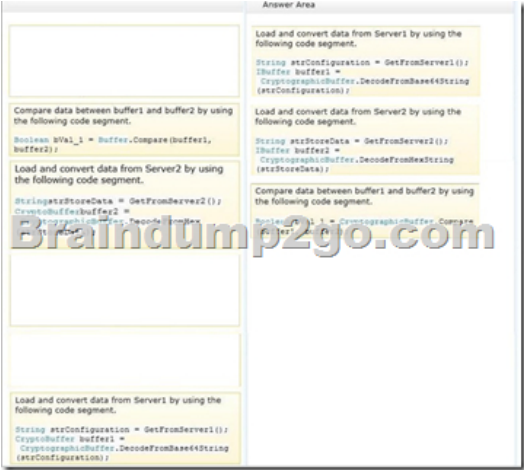 Answer Area
Compare data between buffer1 and buffer2 by using
the following code segment.
Boolean bVal_1 = Buffer.Compare(buffer1,
buffer2);
Load and convert data from Server2 by using
the following code segment.
StringstrStoreData = GetFromServer2();
CryptoBufferbuffer2 =
Load and convert data from Server1 by using the
following code segment.
String strConfiguration = GetFromServer1();
CryptoBuffer buffer1 =
CryptographicBuffer.DecodeFromBase64String
(strConfiguration);
Load and convert data from Server1 by using the
following code segment.
String strConfiguration = GetFromServer1();
IBuffer buffer1 =
CryptographicBuffer.DecodeFromBase64String
(strConfiguration);
Load and convert data from Server2 by using the
following code segment.
String strStoreData = GetFromServer2();
IBuffer buffer2 =
CryptographicBuffer.DecodeFromHexString
(strStoreData);
Compare data between buffer1 and buffer2 by using
the following code segment.
Braindump2go.com